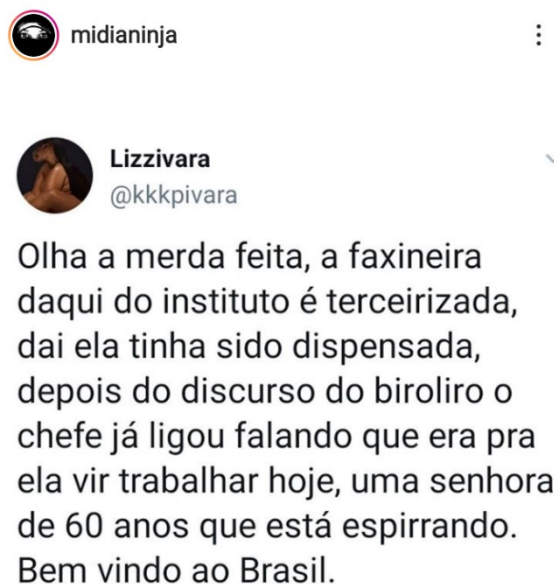 midianinja
Lizzivara
@kkkpivara
Olha a merda feita, a faxineira
daqui do instituto é terceirizada,
dai ela tinha sido dispensada,
depois do discurso do biroliro o
chefe já ligou falando que era pra
ela vir trabalhar hoje, uma senhora
de 60 anos que está espirrando.
Bem vindo ao Brasil.